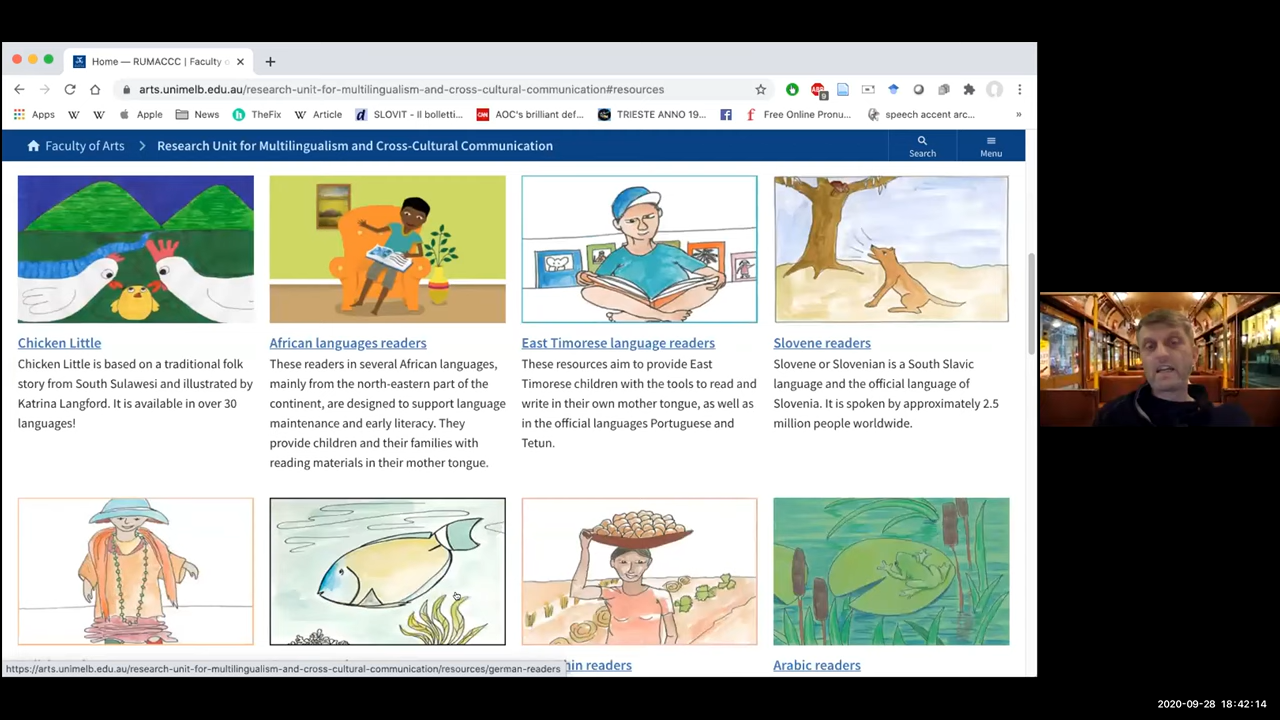 Home — RUMACCC | Faculty o
arts.unimelb.edu.au/research-unit-for-multilingualism-and-cross-cultural-communication#resources
ABP
9
Apps
Apple
News
TheFix
Article
SLOVIT - Il bolletti...
CNN
AOC's brilliant def...
TRIESTE ANNO 19...
Free Online Pronu...
speech accent arc...
»
Faculty of Arts
Research Unit for Multilingualism and Cross-Cultural Communication
Search
Menu
Chicken Little
Chicken Little is based on a traditional folk
story from South Sulawesi and illustrated by
Katrina Langford. It is available in over 30
languages!
African languages readers
These readers in several African languages,
mainly from the north-eastern part of the
continent, are designed to support language
maintenance and early literacy. They
provide children and their families with
reading materials in their mother tongue.
East Timorese language readers
These resources aim to provide East
Timorese children with the tools to read and
write in their own mother tongue, as well as
in the official languages Portuguese and
Tetun.
Slovene readers
Slovene or Slovenian is a South Slavic
language and the official language of
Slovenia. It is spoken by approximately 2.5
million people worldwide.
https://arts.unimelb.edu.au/research-unit-for-multilingualism-and-cross-cultural-communication/resources/german-readers
hin readers
Arabic readers
2020-09-28 18:42:14